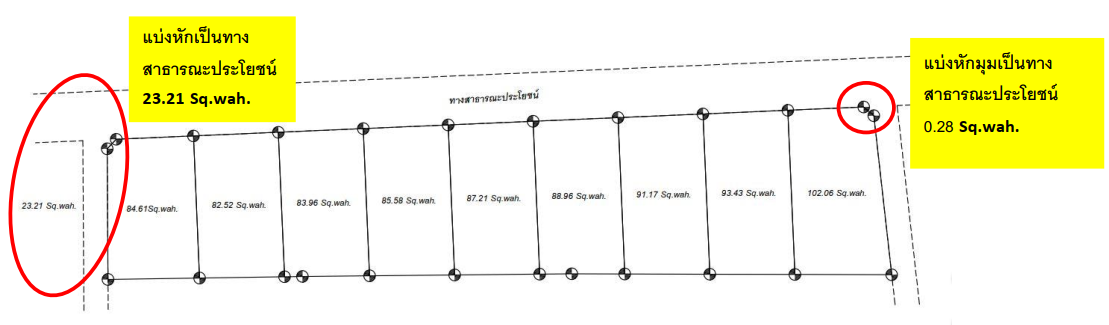 แบ่งหักเป็นทาง
สาธารณะประโยชน์
23.21 Sq.wah.
แบ่งหักมุมเป็นทาง
สาธารณะประโยชน์
0.28 Sq.wah.
ทางสาธารณะประโยชน์
23.21 Sq.wah.
84.61Sq.wah.
82.52 Sq.wah.
83.96 Sq.wah.
85.58 Sq.wah.
87.21 Sq.wah.
88.96 Sq.wah.
91.17 Sq.wah.
93.43 Sq.wah.
102.06 Sq.wah.